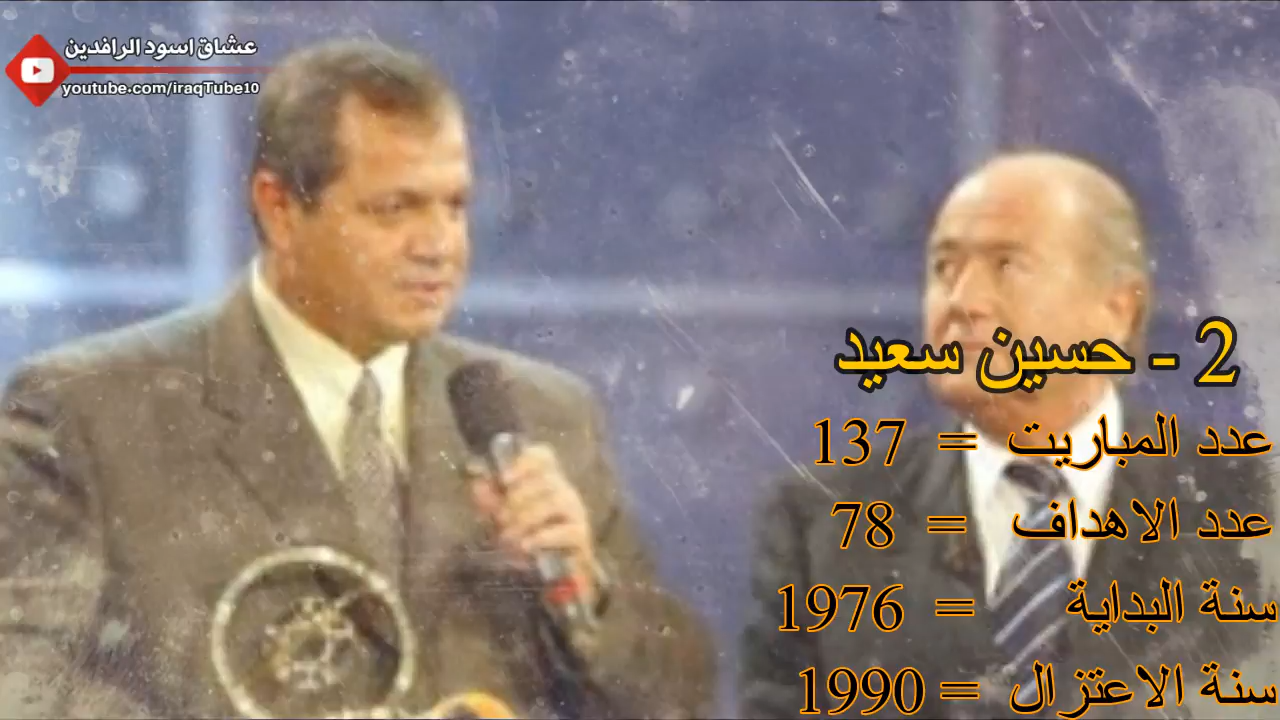 عشاق اسود الرافدين
youtube.com/iraqTube10
2 - حسين سعيد
عدد المباريت = 137
عدد الاهداف = 78
سنة البداية = 1976
سنة الاعتزال = 1990